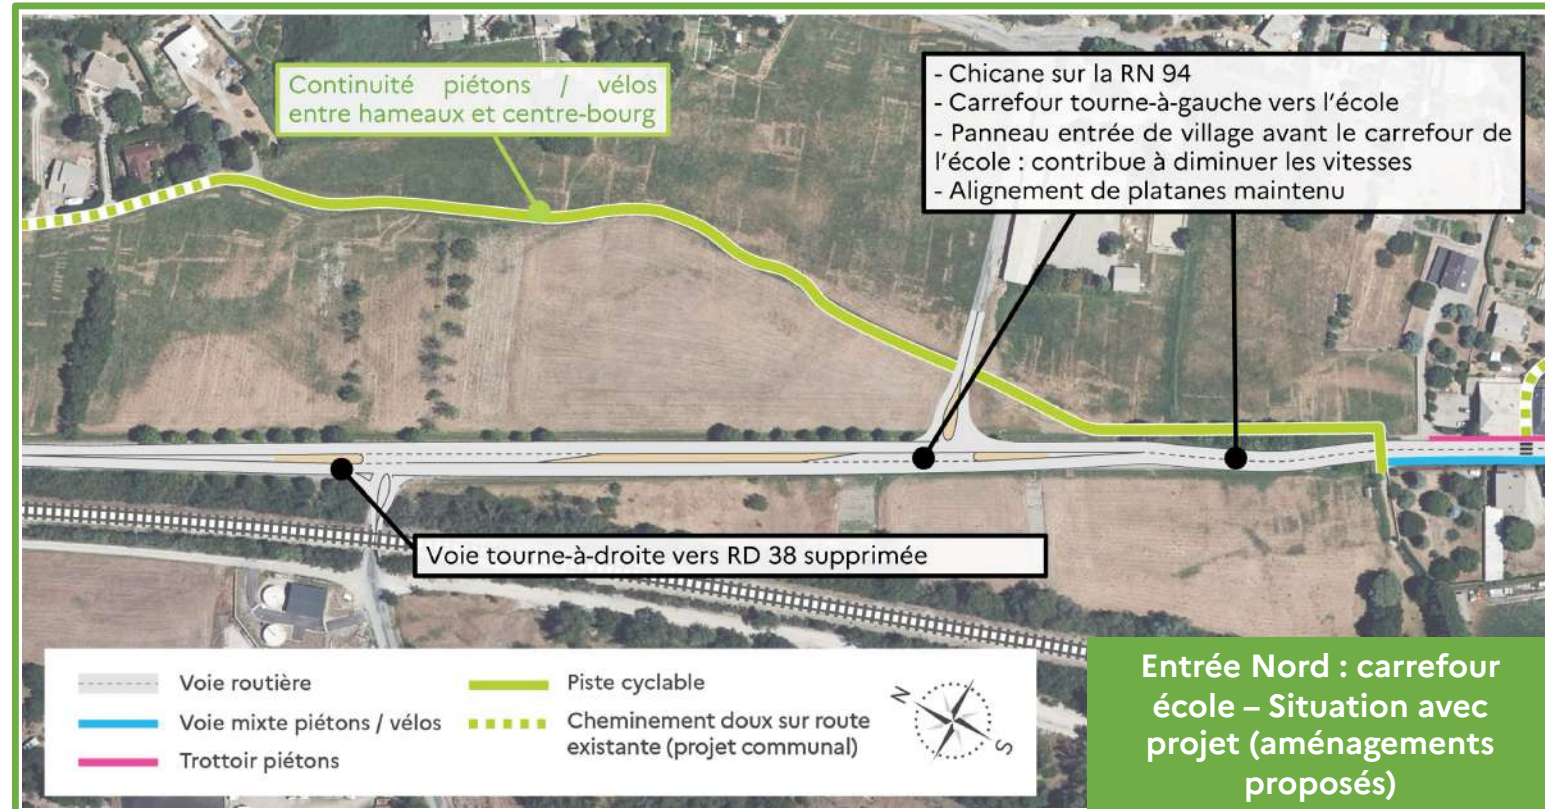 Continuité piétons / vélos
entre hameaux et centre-bourg
- Chicane sur la RN 94
- Carrefour tourne-à-gauche vers l'école
- Panneau entrée de village avant le carrefour de
l'école : contribue à diminuer les vitesses
- Alignement de platanes maintenu
Voie tourne-à-droite vers RD 38 supprimée
Voie routière
Voie mixte piétons / vélos
Trottoir piétons
Piste cyclable
Cheminement doux sur route
existante (projet communal)
N
S
Entrée Nord : carrefour
école – Situation avec
projet (aménagements
proposés)